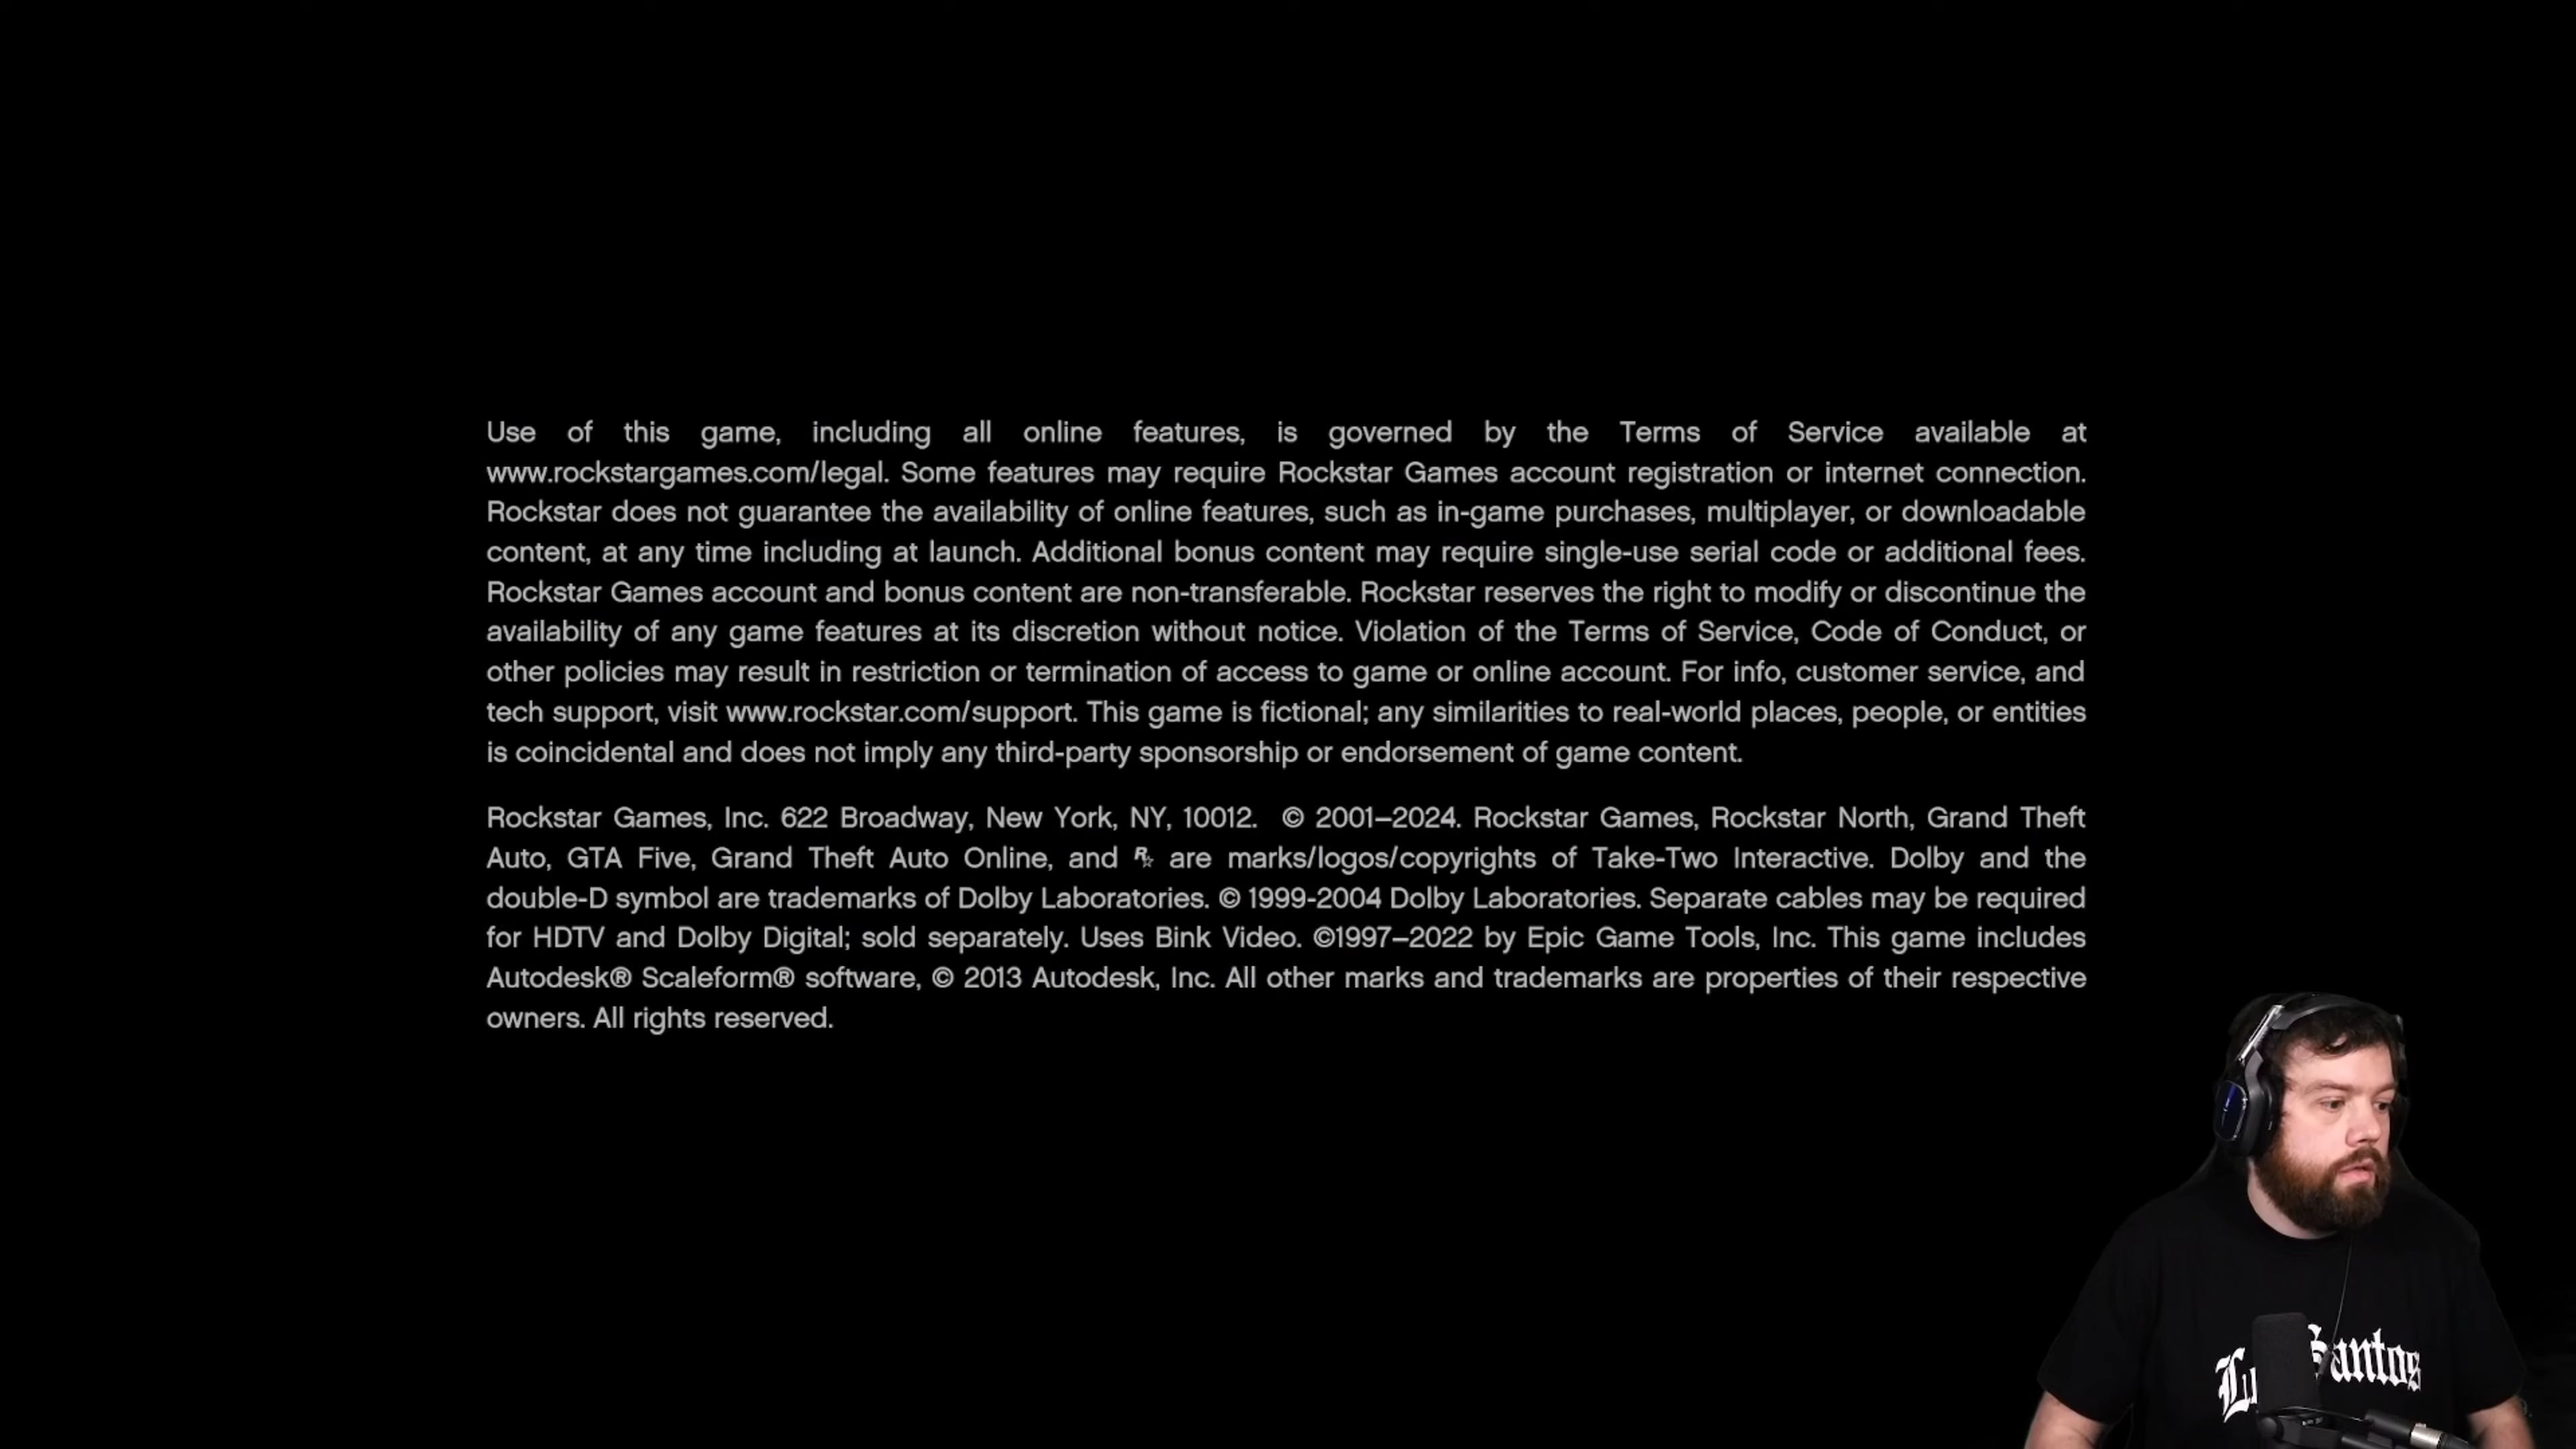 Use of this game, including all online features, is governed by the Terms of Service available at
www.rockstargames.com/legal. Some features may require Rockstar Games account registration or internet connection.
Rockstar does not guarantee the availability of online features, such as in-game purchases, multiplayer, or downloadable
content, at any time including at launch. Additional bonus content may require single-use serial code or additional fees.
Rockstar Games account and bonus content are non-transferable. Rockstar reserves the right to modify or discontinue the
availability of any game features at its discretion without notice. Violation of the Terms of Service, Code of Conduct, or
other policies may result in restriction or termination of access to game or online account. For info, customer service, and
tech support, visit www.rockstar.com/support. This game is fictional; any similarities to real-world places, people, or entities
is coincidental and does not imply any third-party sponsorship or endorsement of game content.
Rockstar Games, Inc. 622 Broadway, New York, NY, 10012. © 2001–2024. Rockstar Games, Rockstar North, Grand Theft
Auto, GTA Five, Grand Theft Auto Online, and R☆ are marks/logos/copyrights of Take-Two Interactive. Dolby and the
double-D symbol are trademarks of Dolby Laboratories. © 1999-2004 Dolby Laboratories. Separate cables may be required
for HDTV and Dolby Digital; sold separately. Uses Bink Video. ©1997–2022 by Epic Game Tools, Inc. This game includes
Autodesk® Scaleform® software, © 2013 Autodesk, Inc. All other marks and trademarks are properties of their respective
owners. All rights reserved.
Santos